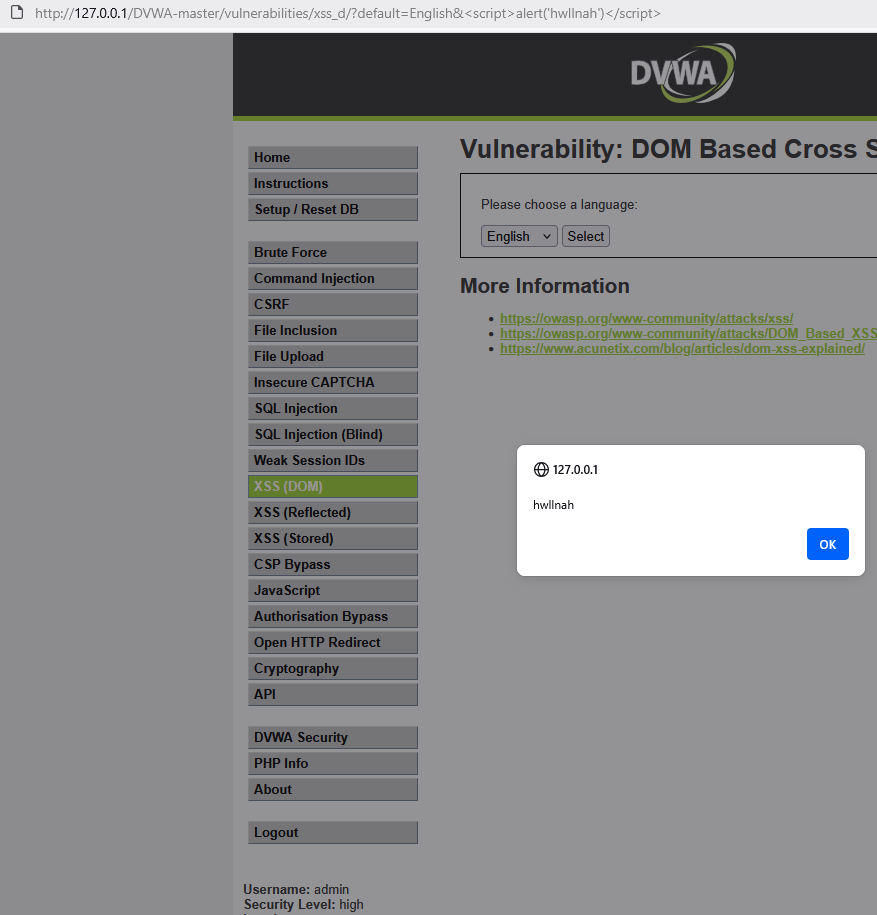 http://127.0.0.1/DVWA-master/vulnerabilities/xss_d/?default=English&<script>alert('hwllnah')</script>
DVWA
Vulnerability: DOM Based Cross S
Home
Instructions
Setup / Reset DB
Brute Force
Command Injection
CSRF
File Inclusion
File Upload
Insecure CAPTCHA
SQL Injection
SQL Injection (Blind)
Weak Session IDs
XSS (DOM)
XSS (Reflected)
XSS (Stored)
CSP Bypass
JavaScript
Authorisation Bypass
Open HTTP Redirect
Cryptography
API
DVWA Security
PHP Info
About
Logout
Username: admin
Security Level: high
Please choose a language:
English Select
More Information
https://owasp.org/www-community/attacks/xss/
https://owasp.org/www-community/attacks/DOM_Based_XSS
https://www.acunetix.com/blog/articles/dom-xss-explained/
127.0.0.1
hwllnah
OK